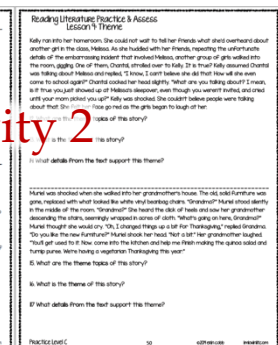 Reading Literature Practice & Assess
Lesson 4 Theme
Kelly ran into her homeroom. She could not wait to tell her friends what she'd overheard about
another girl in the class, Melissa. As she huddled with her friends, repeating the unfortunate
details of the embarrassing incident that involved Melissa, another group of girls walked into
the room, giggling. One of them, Chantal, strolled over to Kelly. It is true? Kelly assumed Chantal
was talking about Melissa and replied, "I know, I can't believe she did that! How will she even
come to school again?" Chantal cocked her head slightly. "What are you talking about? I mean,
is it true you just showed up at Melissa's sleepover, even though you weren't invited, and cried
until your mom picked you up?" Kelly was shocked. She couldn't believe people were talking
about that. She felt her face go red as the girls began to laugh at her.
ity 2
topics of this story?
this story?
what details from the text support this theme?
Muriel was shocked when she walked into her grandmother's house. The old, solid furniture was
gone, replaced with what looked like white vinyl beanbag chairs. "Grandma?" Muriel stood silently
in the middle of the room. "Grandma?" She heard the click of heels and saw her grandmother
descending the stairs, seemingly wrapped in acres of cloth. "What's going on here, Grandma?"
Muriel thought she would cry. "Oh, I changed things up a bit for Thanksgiving," replied Grandma.
"Do you like the new furniture?" Muriel shook her head. "Not a bit." Her grandmother laughed.
"You'll get used to it. Now come into the kitchen and help me finish making the quinoa salad and
turnip puree. We're having a vegetarian Thanksgiving this year."
15. What are the theme topics of this story?
16. What is the theme of this story?
17. What details from the text support this theme?
Practice Level C
50